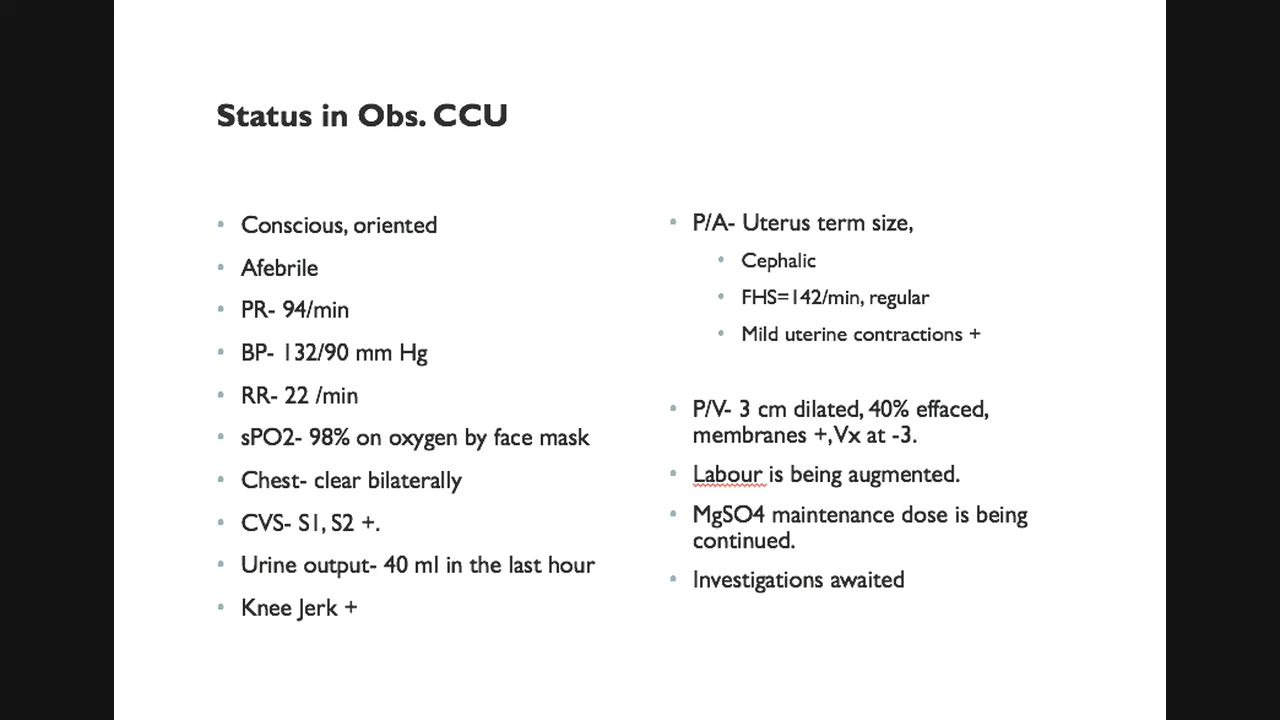 Status in Obs. CCU
Conscious, oriented
Afebrile
PR- 94/min
BP- 132/90 mm Hg
RR- 22 /min
sPO2- 98% on oxygen by face mask
Chest- clear bilaterally
CVS- S1, S2 +.
Urine output- 40 ml in the last hour
Knee Jerk +
P/A- Uterus term size,
Cephalic
FHS=142/min, regular
Mild uterine contractions +
P/V- 3 cm dilated, 40% effaced,
membranes +,Vx at -3.
Labour is being augmented.
MgSO4 maintenance dose is being
continued.
Investigations awaited